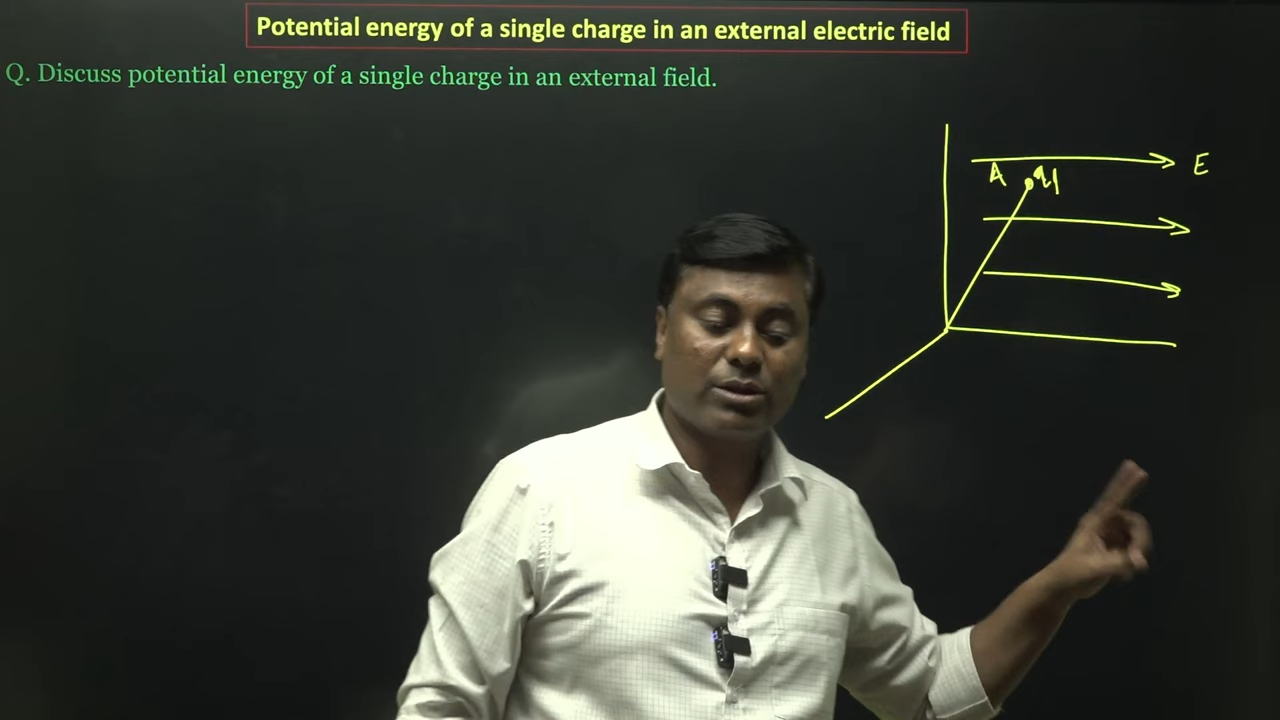 Potential energy of a single charge in an external electric field
Q. Discuss potential energy of a single charge in an external field.
E
A q1